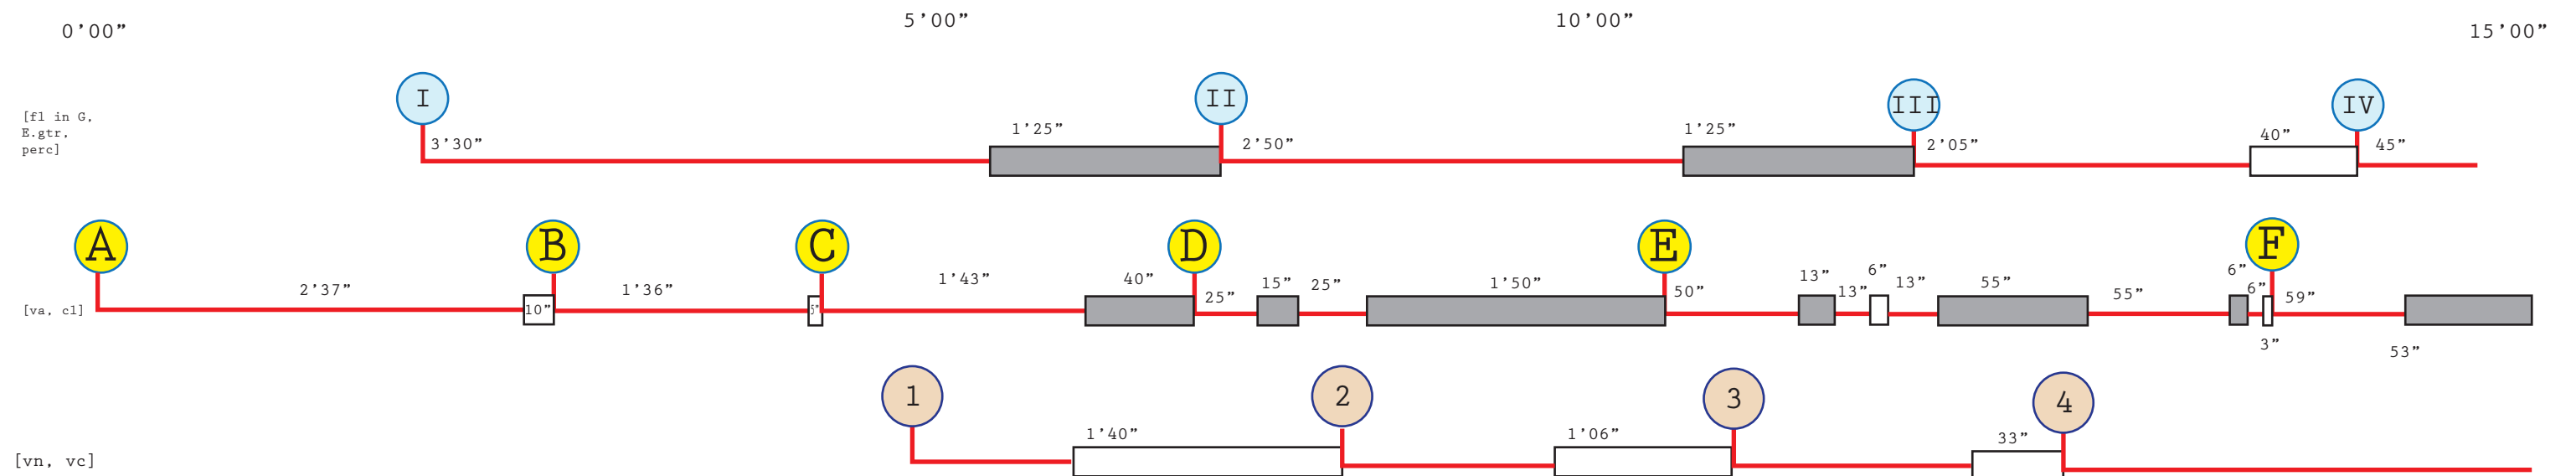 0’00”
5’00”
10’00”
15’00”
I
II
III
IV
[fl in G,
E.gtr,
perc]
3’30”
1’25”
2’50”
1’25”
2’05”
40”
45”
A
B
C
D
E
F
[va, cl]
2’37”
10”
1’36”
1’43”
40”
25”
15”
25”
1’50”
50”
13”
13”
6”
13”
55”
55”
6”
6”
3”
59”
53”
1
2
3
4
[vn, vc]
1’40”
1’06”
33”